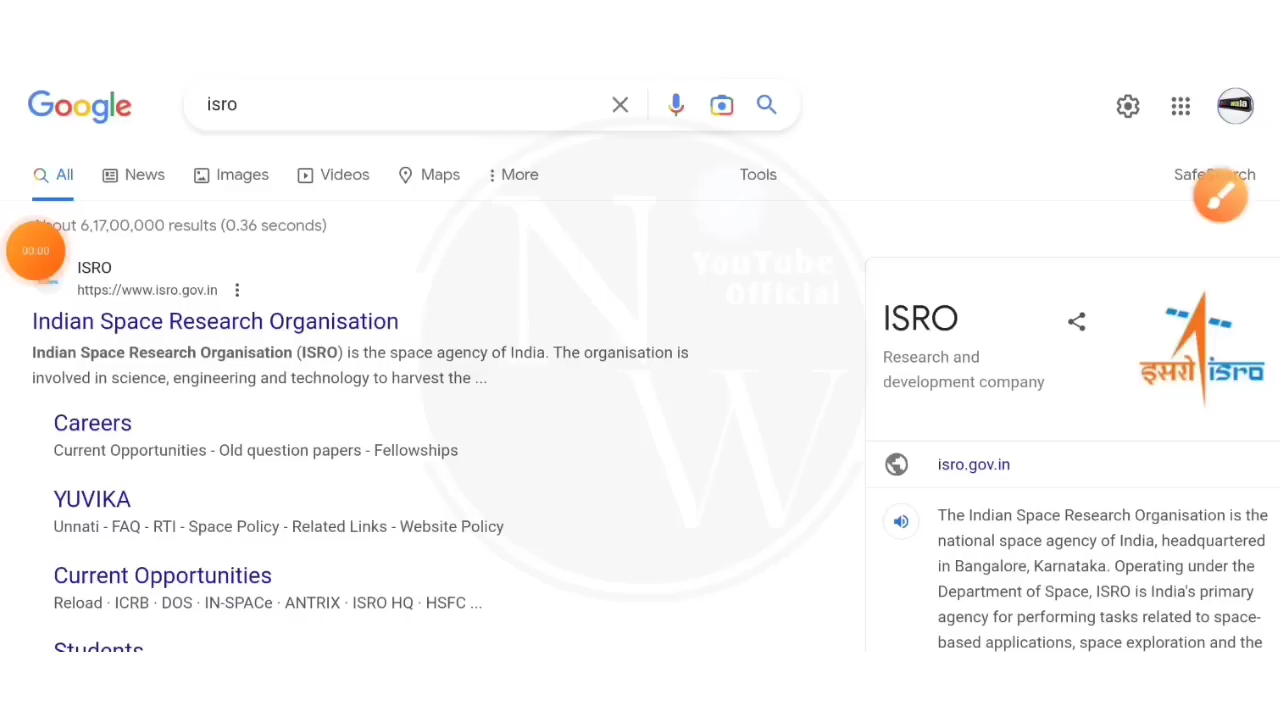 Google
isro
All News Images Videos Maps More Tools
About 6,17,00,000 results (0.36 seconds)
00:00
ISRO
https://www.isro.gov.in
Indian Space Research Organisation
Indian Space Research Organisation (ISRO) is the space agency of India. The organisation is
involved in science, engineering and technology to harvest the ...
Careers
Current Opportunities - Old question papers - Fellowships
YUVIKA
Unnati - FAQ - RTI - Space Policy - Related Links - Website Policy
Current Opportunities
Reload · ICRB · DOS · IN-SPACe · ANTRIX · ISRO HQ · HSFC ...
Students
NW
YouTube
Official
ISRO
Research and
development company
इसरो isro
isro.gov.in
The Indian Space Research Organisation is the
national space agency of India, headquartered
in Bangalore, Karnataka. Operating under the
Department of Space, ISRO is India's primary
agency for performing tasks related to space-
based applications, space exploration and the